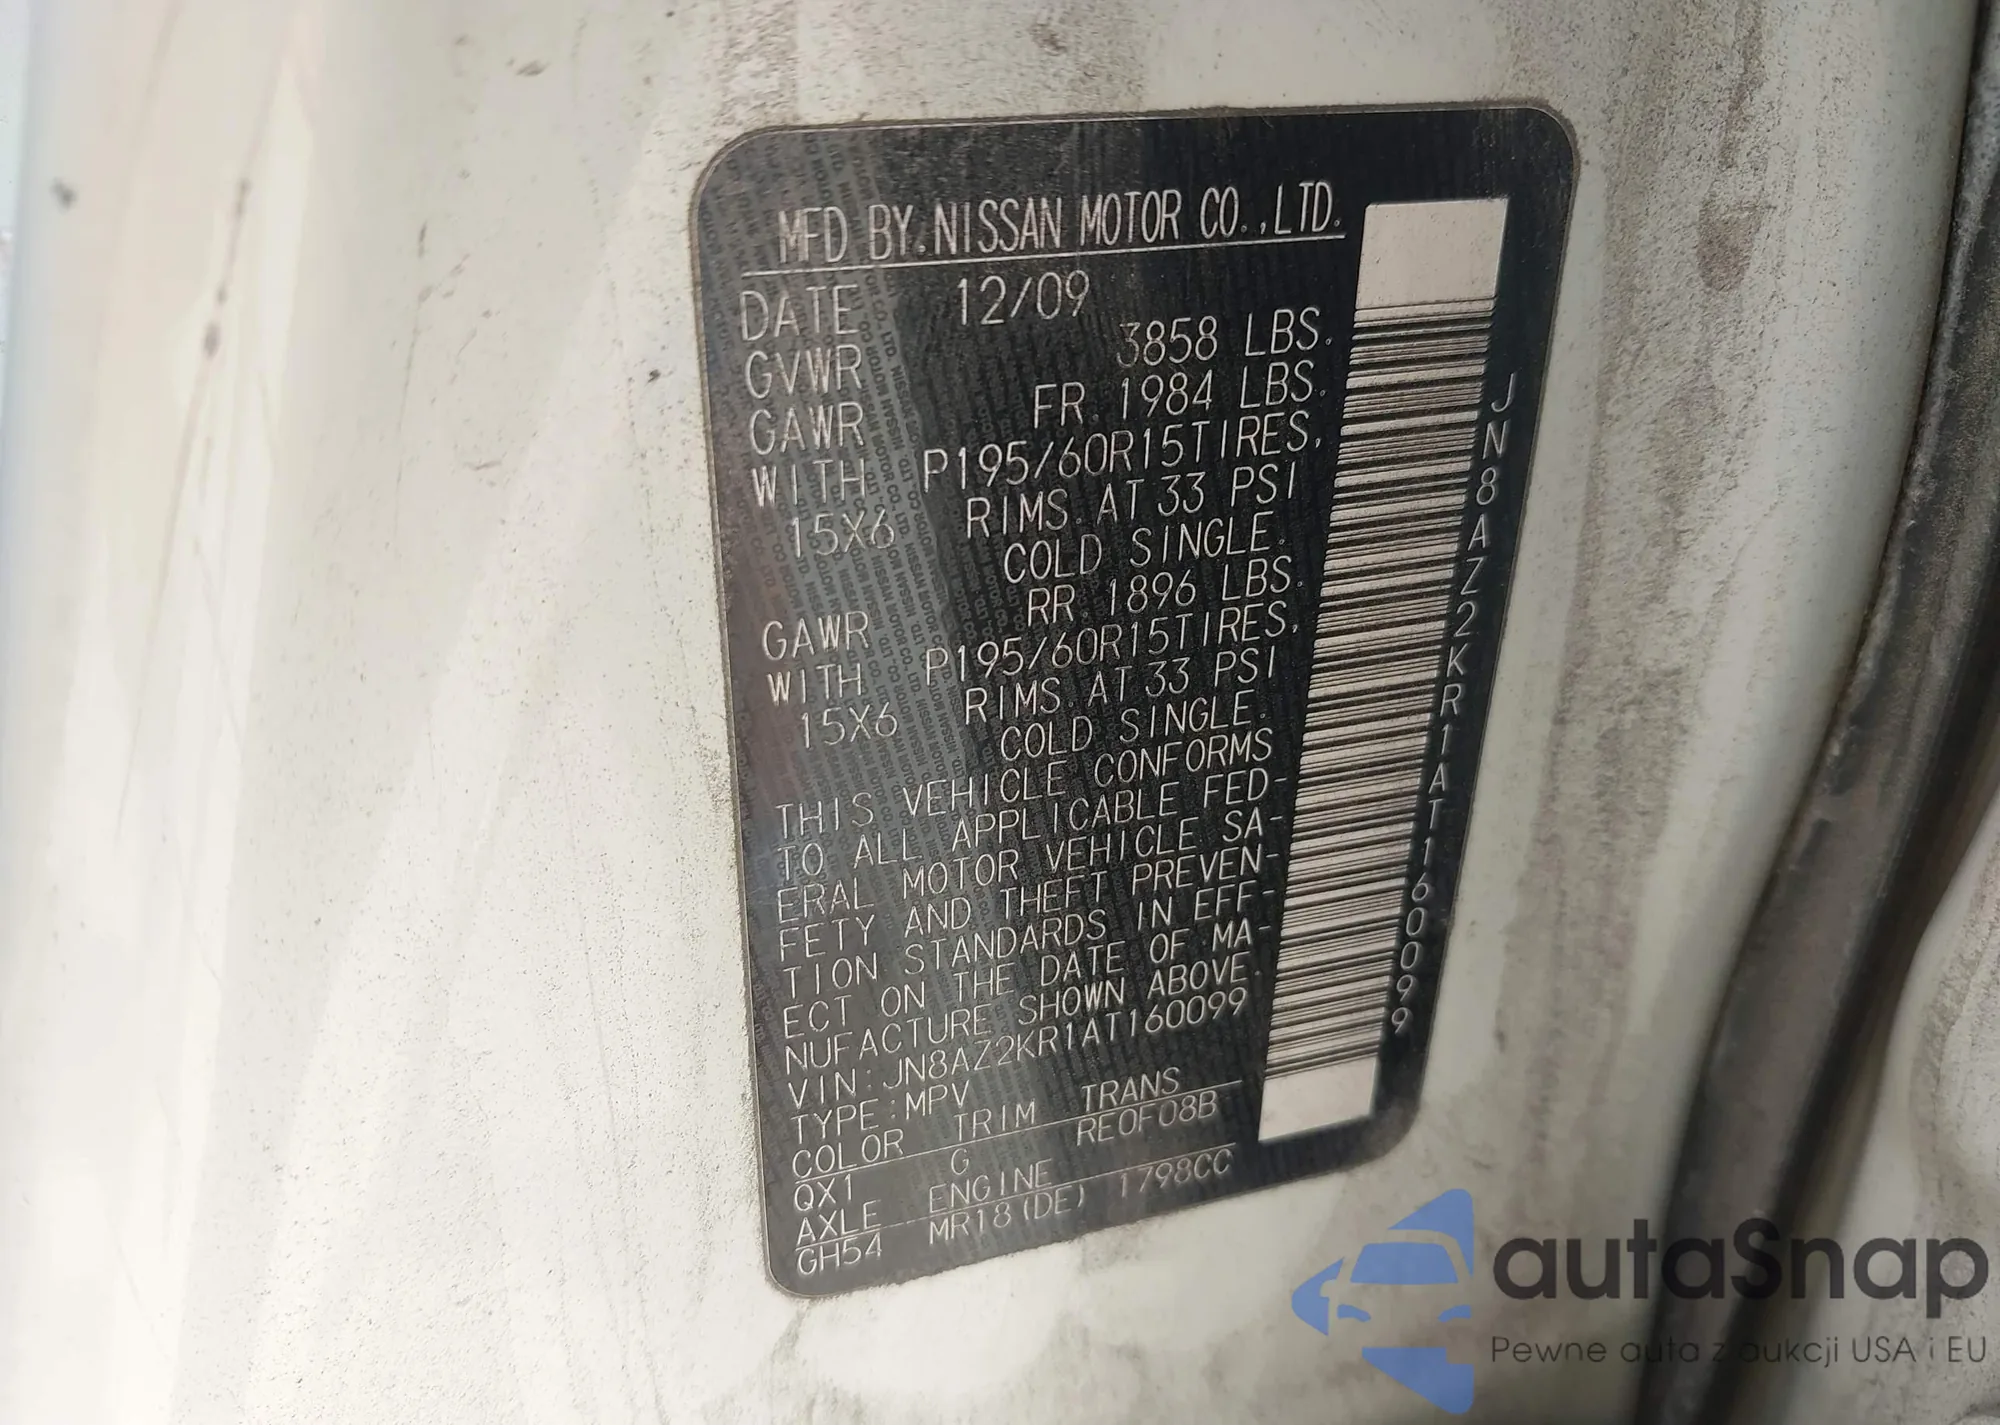 MFD BY.NISSAN MOTOR CO.,LTD.
DATE 12/09
GVWR 3858 LBS.
GAWR FR. 1984 LBS.
WITH P195/60R15TIRES,
15X6 RIMS. AT 33 PSI
COLD SINGLE.
GAWR RR. 1896 LBS.
WITH P195/60R15TIRES,
15X6 RIMS. AT 33 PSI
COLD SINGLE.
THIS VEHICLE CONFORMS
TO ALL APPLICABLE FED-
ERAL MOTOR VEHICLE SA-
FETY AND THEFT PREVEN-
TION STANDARDS IN EFF-
ECT ON THE DATE OF MA-
NUFACTURE SHOWN ABOVE.
VIN:JN8AZ2KR1AT160099
TYPE:MPV
COLOR TRIM TRANS
QX1 G RE0F08B
AXLE ENGINE
GH54 MR18(DE) 1798CC
JN8AZ2KR1AT160099
autaSnap
Pewne auta z aukcji USA i EU